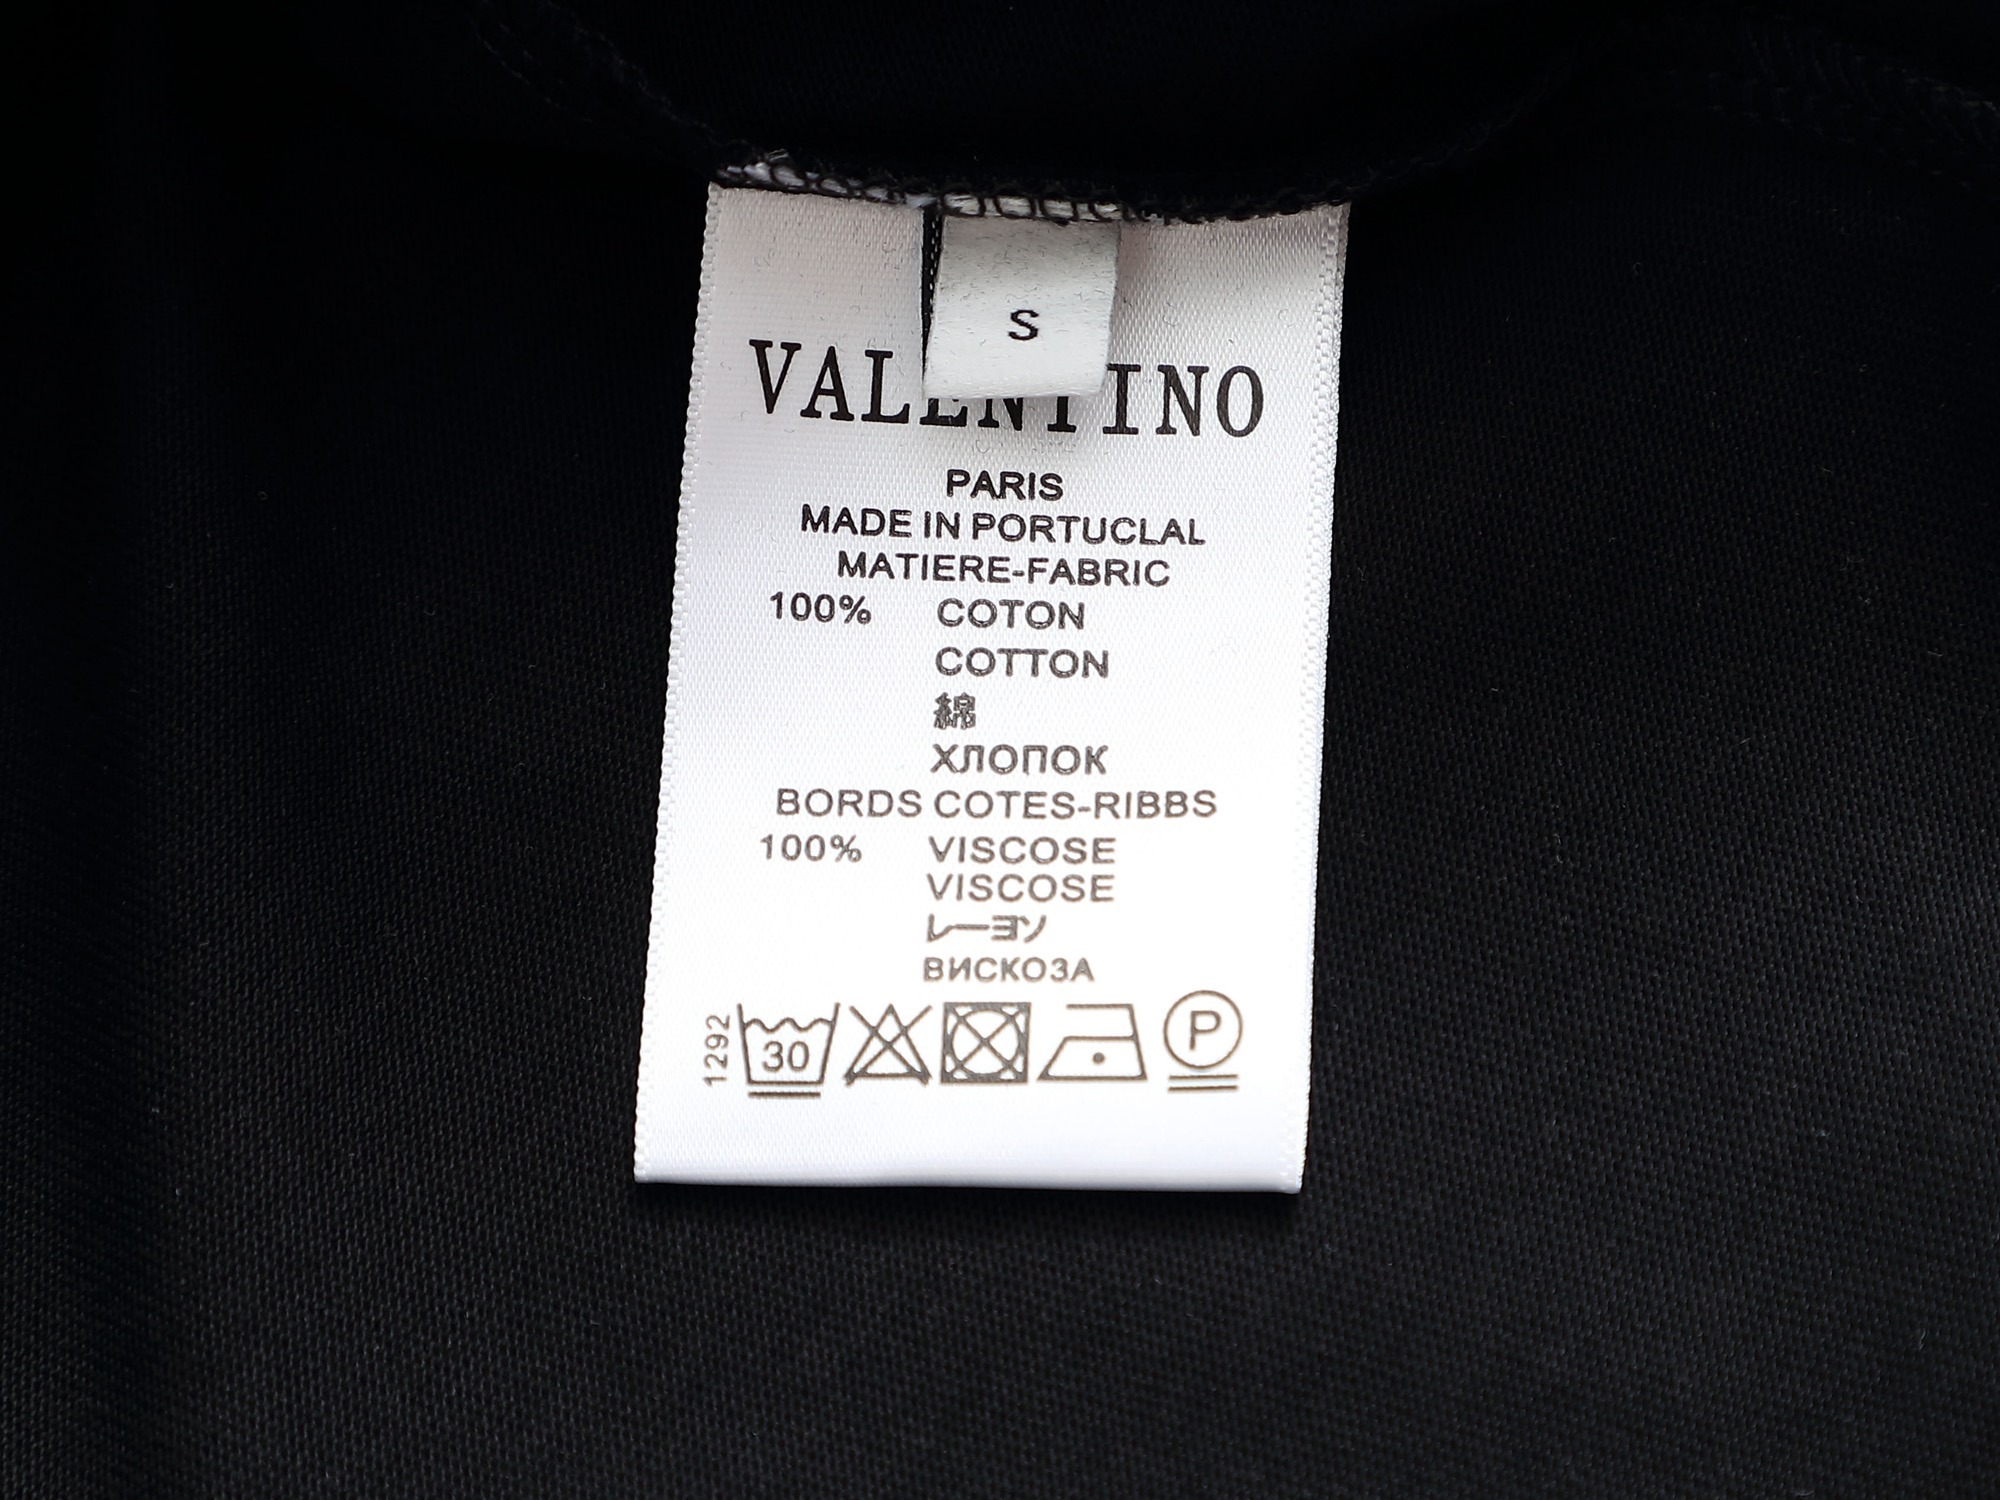 S
VALENTINO
PARIS
MADE IN PORTUCLAL
MATIERE-FABRIC
100% COTON
COTTON
綿
ХЛОПОК
BORDS COTES-RIBBS
100% VISCOSE
VISCOSE
レーヨソ
ВИСКОЗА
1292
30
P